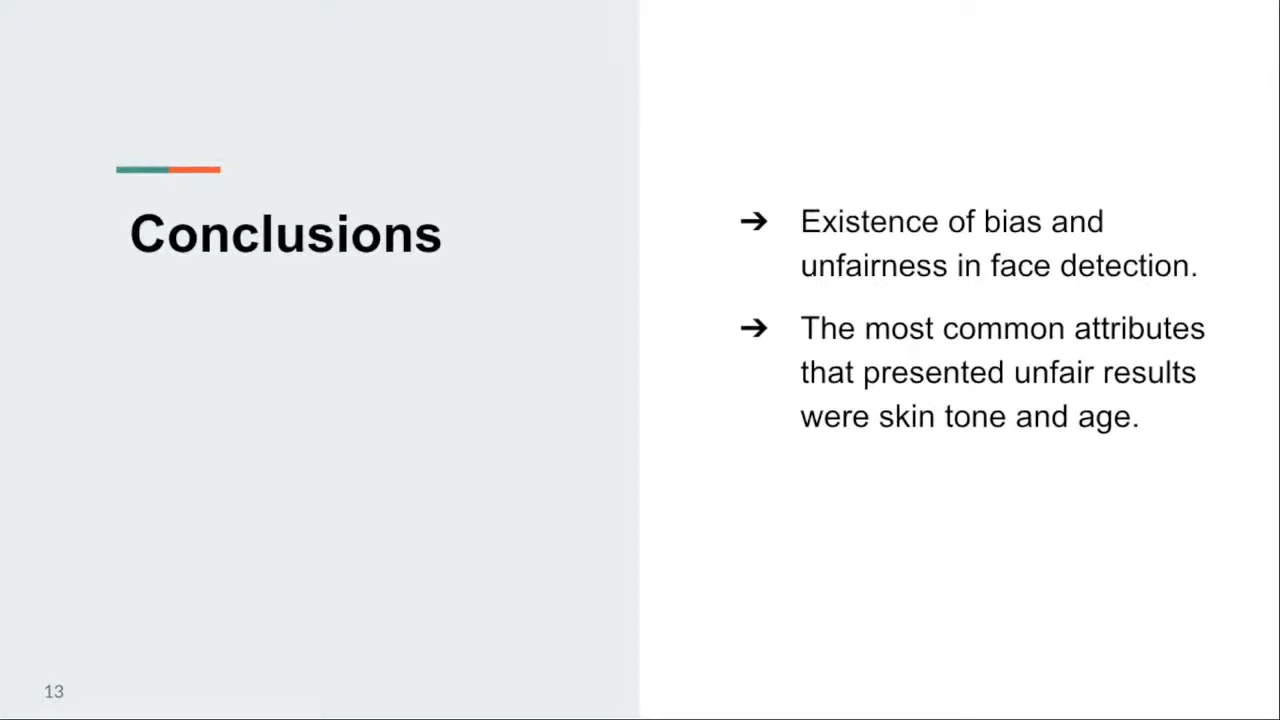 Conclusions
➔ Existence of bias and
unfairness in face detection.
➔ The most common attributes
that presented unfair results
were skin tone and age.
13